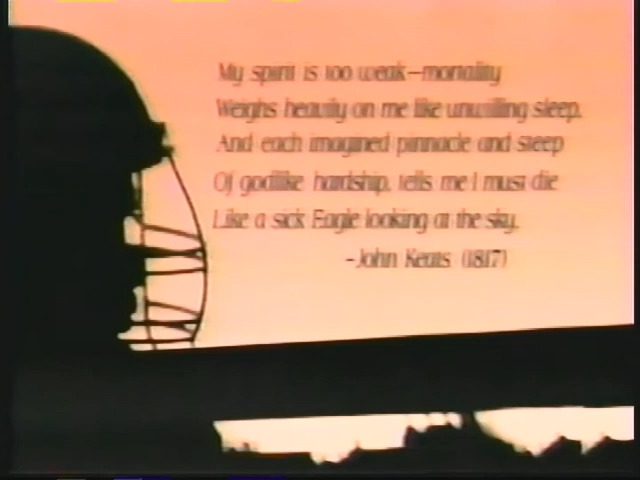 My spirit is too weak—mortality
Weighs heavily on me like unwilling sleep,
And each imagined pinnacle and steep
Of godlike hardship, tells me I must die
Like a sick Eagle looking at the sky.
-John Keats (1817)